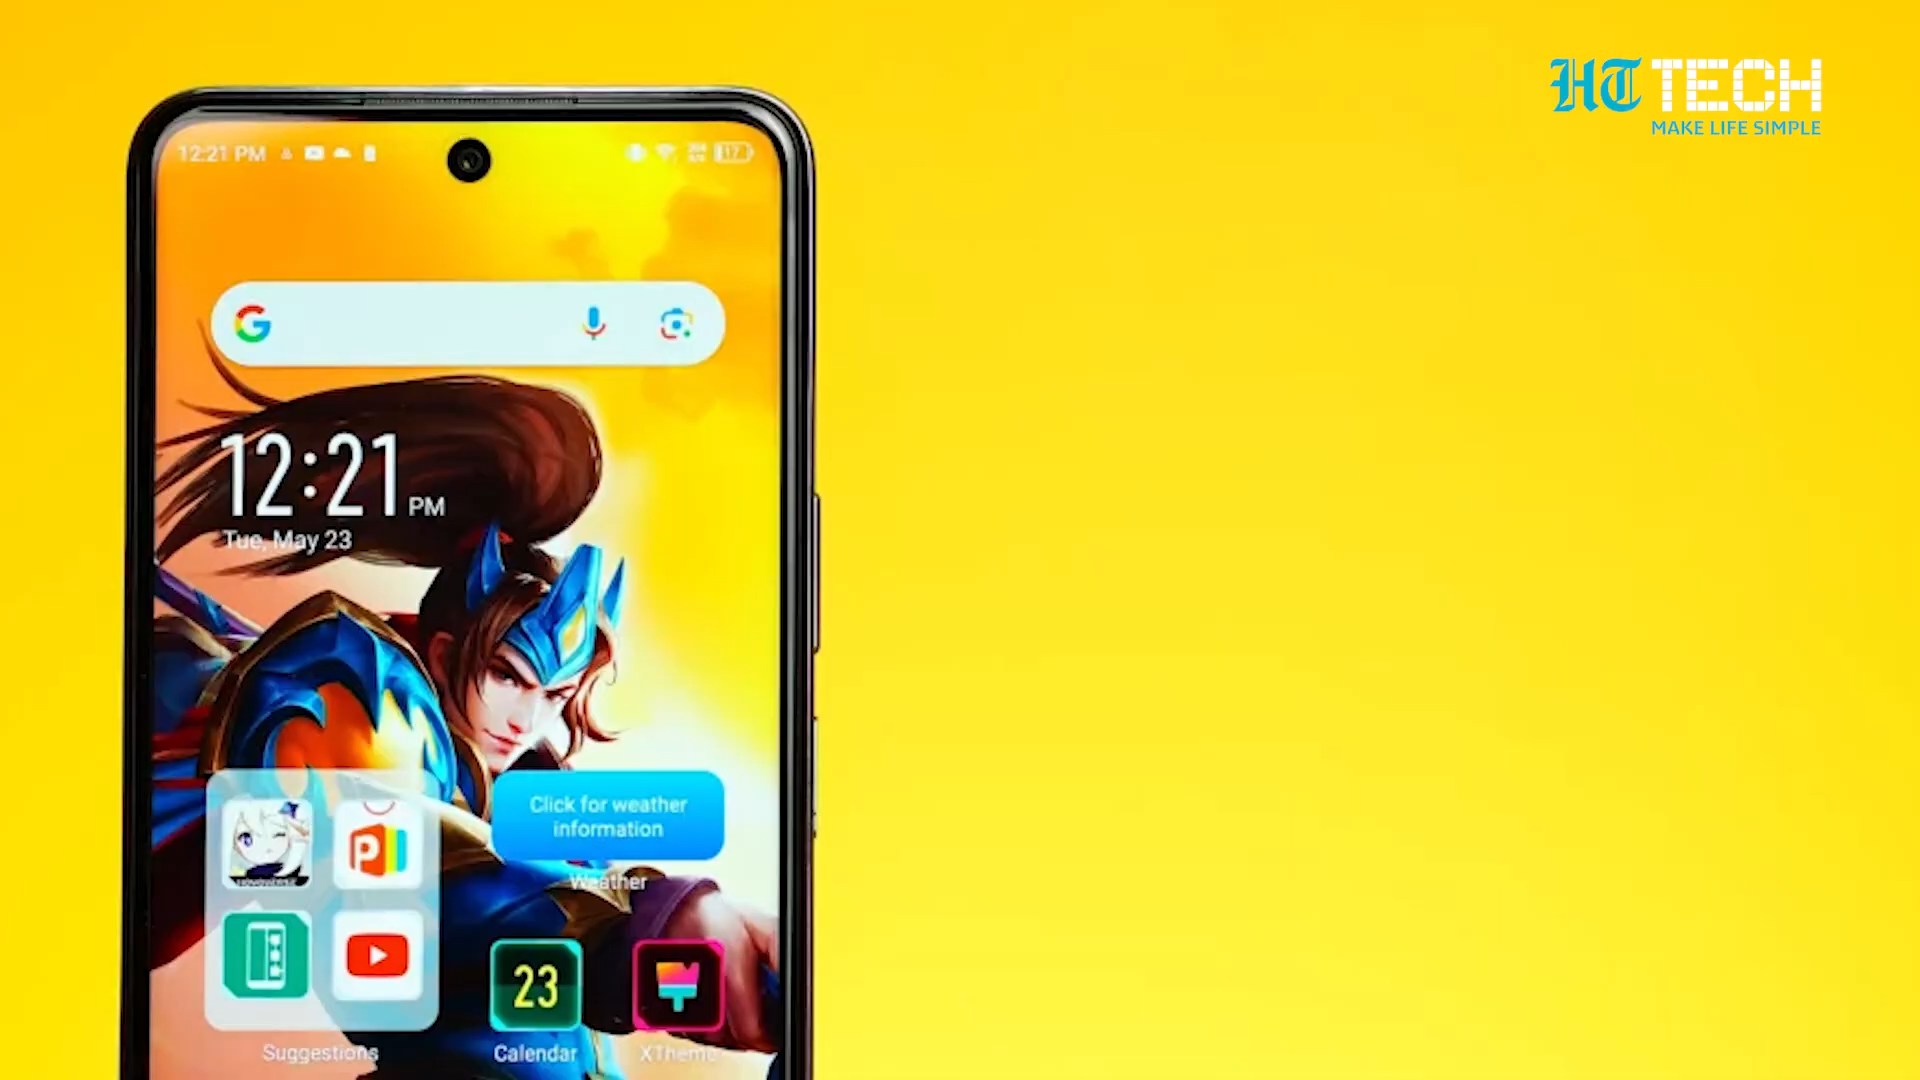 HT TECH
MAKE LIFE SIMPLE
12:21 PM
17
12:21 PM
Tue, May 23
Click for weather
information
Weather
23
Suggestions
Calendar
XTheme